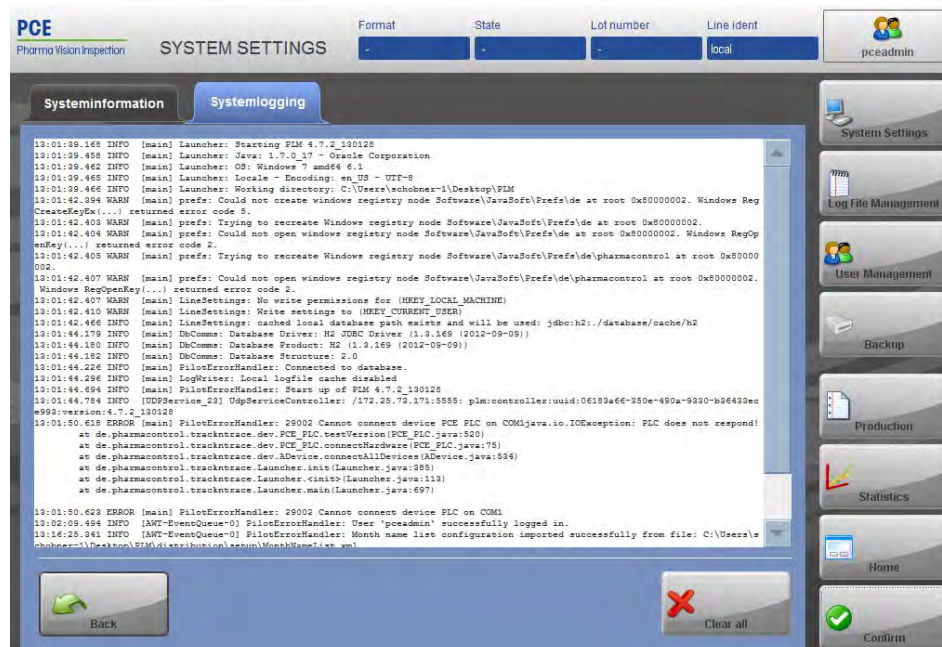 PCE
Pharma Vision Inspection
SYSTEM SETTINGS
Format
State
Lot number
Line ident
-
-
-
local
pceadmin
Systeminformation
Systemlogging
13:01:39.168 INFO [main] Launcher: Starting PLM 4.7.2_130128
13:01:39.458 INFO [main] Launcher: Java: 1.7.0_17 - Oracle Corporation
13:01:39.462 INFO [main] Launcher: OS: Windows 7 amd64 6.1
13:01:39.465 INFO [main] Launcher: Locale - Encoding: en_US - UTF-8
13:01:39.466 INFO [main] Launcher: Working directory: C:\Users\schobner-1\Desktop\PLM
13:01:42.394 WARN [main] prefs: Could not create windows registry node Software\JavaSoft\Prefs\de at root 0x80000002. Windows Reg
CreateKeyEx(...) returned error code 5.
13:01:42.403 WARN [main] prefs: Trying to recreate Windows registry node Software\JavaSoft\Prefs\de at root 0x80000002.
13:01:42.404 WARN [main] prefs: Could not open windows registry node Software\JavaSoft\Prefs\de at root 0x80000002. Windows RegOp
enKey(...) returned error code 2.
13:01:42.405 WARN [main] prefs: Trying to recreate Windows registry node Software\JavaSoft\Prefs\de\pharmacontrol at root 0x80000
002.
13:01:42.407 WARN [main] prefs: Could not open windows registry node Software\JavaSoft\Prefs\de\pharmacontrol at root 0x80000002.
Windows RegOpenKey(...) returned error code 2.
13:01:42.407 WARN [main] LineSettings: No write permissions for (HKEY_LOCAL_MACHINE)
13:01:42.410 WARN [main] LineSettings: Write settings to (HKEY_CURRENT_USER)
13:01:42.466 INFO [main] LineSettings: cached local database path exists and will be used: jdbc:h2:./database/cache/h2
13:01:44.179 INFO [main] DbComms: Database Driver: H2 JDBC Driver (1.3.169 (2012-09-09))
13:01:44.180 INFO [main] DbComms: Database Product: H2 (1.3.169 (2012-09-09))
13:01:44.182 INFO [main] DbComms: Database Structure: 2.0
13:01:44.226 INFO [main] PilotErrorHandler: Connected to database.
13:01:44.296 INFO [main] LogWriter: Local logfile cache disabled
13:01:44.694 INFO [main] PilotErrorHandler: Start up of PLM 4.7.2_130128
13:01:44.784 INFO [UDPService_23] UdpServiceController: /172.25.73.171:5555: plm:controller:uuid:06183a66-350e-490a-9330-b36433ec
e993:version:4.7.2_130128
13:01:50.618 ERROR [main] PilotErrorHandler: 29002 Cannot connect device PCE PLC on COM1java.io.IOException: PLC does not respond!
at de.pharmacontrol.trackntrace.dev.PCE_PLC.testVersion(PCE_PLC.java:520)
at de.pharmacontrol.trackntrace.dev.PCE_PLC.connectHardware(PCE_PLC.java:75)
at de.pharmacontrol.trackntrace.dev.ADevice.connectAllDevices(ADevice.java:534)
at de.pharmacontrol.trackntrace.Launcher.init(Launcher.java:385)
at de.pharmacontrol.trackntrace.Launcher.<init>(Launcher.java:113)
at de.pharmacontrol.trackntrace.Launcher.main(Launcher.java:697)
13:01:50.623 ERROR [main] PilotErrorHandler: 29002 Cannot connect device PLC on COM1
13:02:09.494 INFO [AWT-EventQueue-0] PilotErrorHandler: User 'pceadmin' successfully logged in.
13:16:25.341 INFO [AWT-EventQueue-0] PilotErrorHandler: Month name list configuration imported successfully from file: C:\Users\s
chobner-1\Desktop\PLM\distribution\setup\MonthNameList.xml
System Settings
Log File Management
User Management
Backup
Production
Statistics
Home
Confirm
Back
Clear all